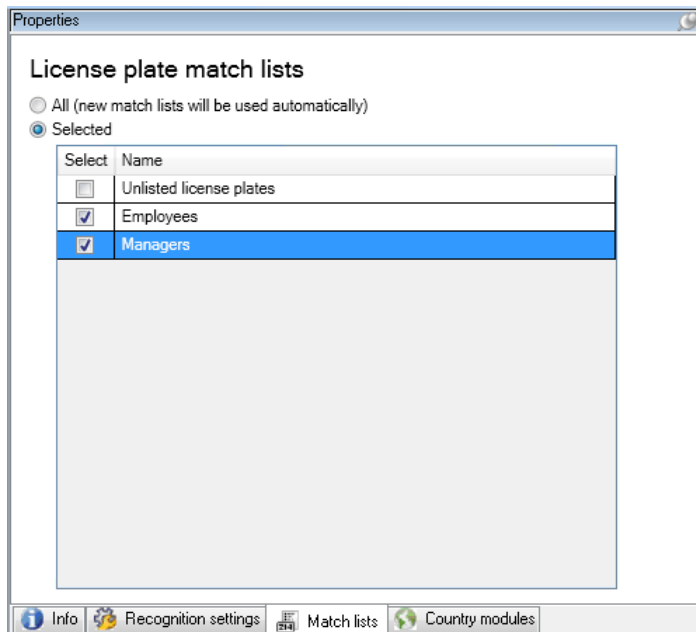 Properties
License plate match lists
All (new match lists will be used automatically)
Selected
Select Name
Unlisted license plates
Employees
Managers
Info Recognition settings Match lists Country modules